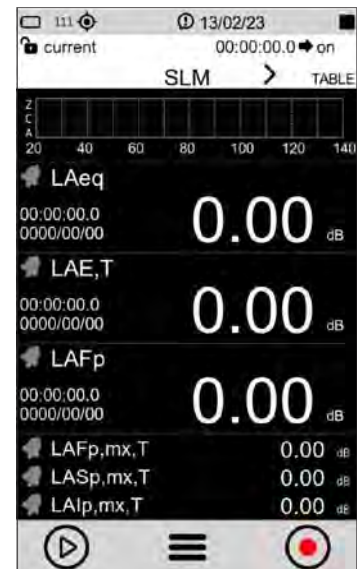 111 13/02/23
current 00:00:00.0 on
SLM > TABLE
Z
C
A
20 40 60 80 100 120 140
LAeq
00:00:00.0
0000/00/00
0.00 dB
LAE,T
00:00:00.0
0000/00/00
0.00 dB
LAFp
00:00:00.0
0000/00/00
0.00 dB
LAFp,mx,T 0.00 dB
LASp,mx,T 0.00 dB
LAIp,mx,T 0.00 dB